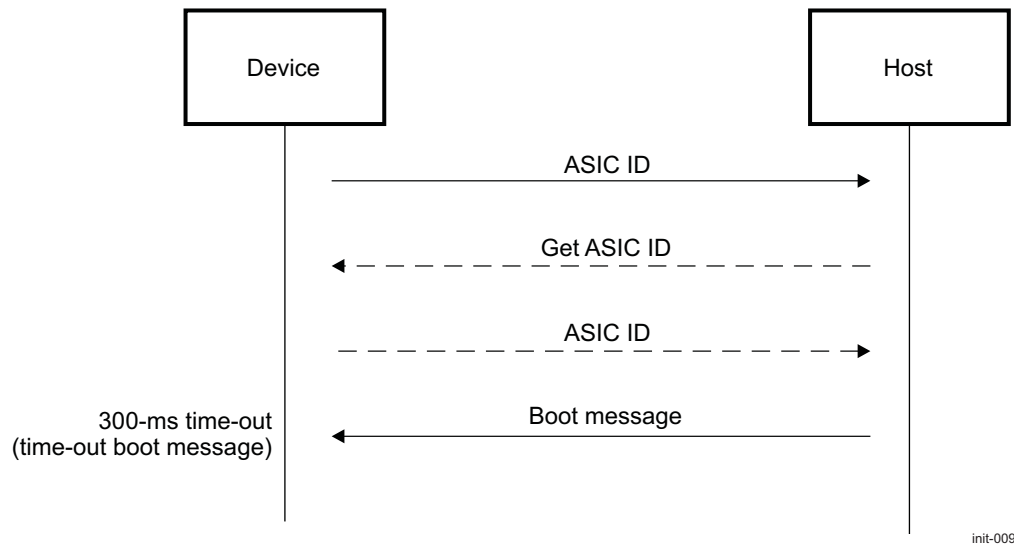 Device
Host
ASIC ID
Get ASIC ID
ASIC ID
Boot message
300-ms time-out
(time-out boot message)
init-009